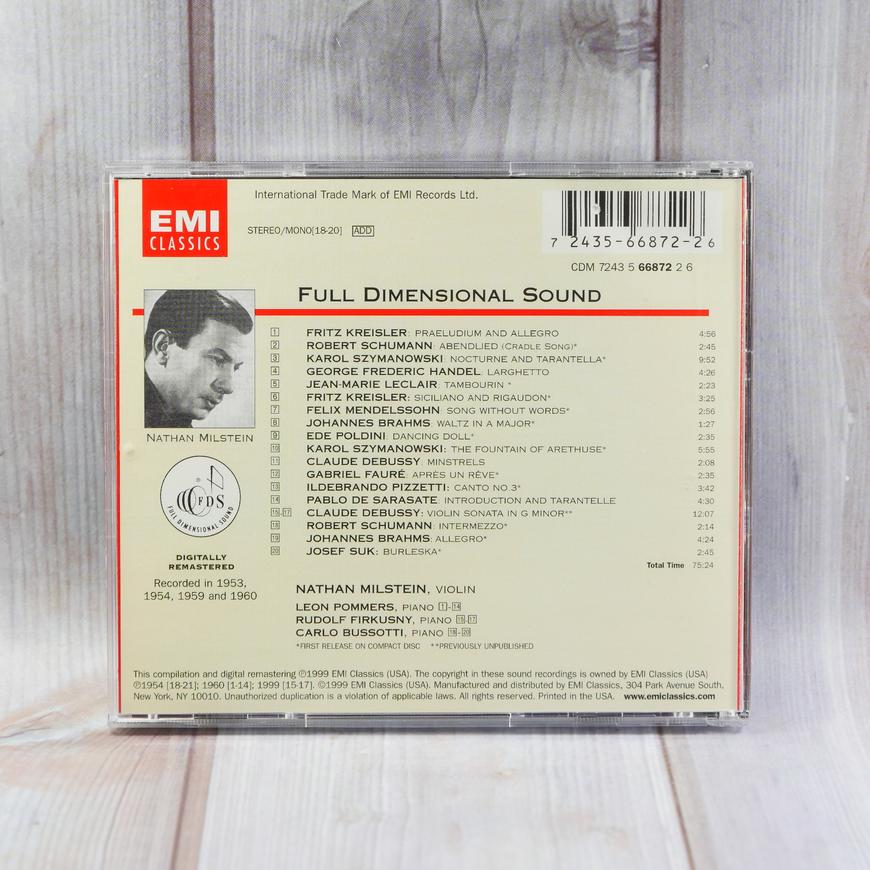 EMI
CLASSICS
International Trade Mark of EMI Records Ltd.
STEREO/MONO[18-20] ADD
7 2435-66872-2 6
CDM 7243 5 66872 2 6
FULL DIMENSIONAL SOUND
1 FRITZ KREISLER: PRAELUDIUM AND ALLEGRO 4:56
2 ROBERT SCHUMANN: ABENDLIED (CRADLE SONG)* 2:45
3 KAROL SZYMANOWSKI: NOCTURNE AND TARANTELLA* 9:52
4 GEORGE FREDERIC HANDEL: LARGHETTO 4:26
5 JEAN-MARIE LECLAIR: TAMBOURIN * 2:23
6 FRITZ KREISLER: SICILIANO AND RIGAUDON* 3:25
7 FELIX MENDELSSOHN: SONG WITHOUT WORDS* 2:56
8 JOHANNES BRAHMS: WALTZ IN A MAJOR* 1:27
9 EDE POLDINI: DANCING DOLL* 2:35
10 KAROL SZYMANOWSKI: THE FOUNTAIN OF ARETHUSE* 5:55
11 CLAUDE DEBUSSY: MINSTRELS 2:08
12 GABRIEL FAURÉ: APRÈS UN RÊVE* 2:35
13 ILDEBRANDO PIZZETTI: CANTO NO.3* 3:42
14 PABLO DE SARASATE: INTRODUCTION AND TARANTELLE 4:30
15-17 CLAUDE DEBUSSY: VIOLIN SONATA IN G MINOR** 12:07
18 ROBERT SCHUMANN: INTERMEZZO* 2:14
19 JOHANNES BRAHMS: ALLEGRO* 4:24
20 JOSEF SUK: BURLESKA* 2:45
Total Time 75:24
NATHAN MILSTEIN
® FDS
FULL DIMENSIONAL SOUND
DIGITALLY
REMASTERED
Recorded in 1953,
1954, 1959 and 1960
NATHAN MILSTEIN, VIOLIN
LEON POMMERS, PIANO 1-14
RUDOLF FIRKUSNY, PIANO 15-17
CARLO BUSSOTTI, PIANO 18-20
*FIRST RELEASE ON COMPACT DISC **PREVIOUSLY UNPUBLISHED
This compilation and digital remastering ℗1999 EMI Classics (USA). The copyright in these sound recordings is owned by EMI Classics (USA)
℗1954 [18-21]; 1960 [1-14]; 1999 [15-17]. ©1999 EMI Classics (USA). Manufactured and distributed by EMI Classics, 304 Park Avenue South,
New York, NY 10010. Unauthorized duplication is a violation of applicable laws. All rights reserved. Printed in the USA. www.emiclassics.com